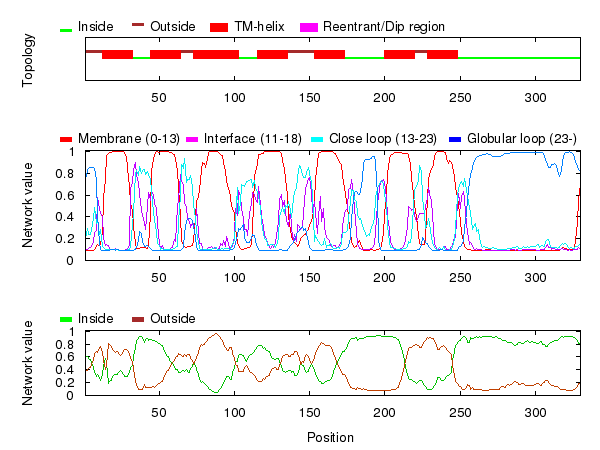 Inside Outside TM-helix Reentrant/Dip region
Topology
50 100 150 200 250 300
Membrane (0-13) Interface (11-18) Close loop (13-23) Globular loop (23-)
Network value
1
0.8
0.6
0.4
0.2
0
50 100 150 200 250 300
Inside Outside
Network value
1
0.8
0.6
0.4
0.2
0
50 100 150 200 250 300
Position